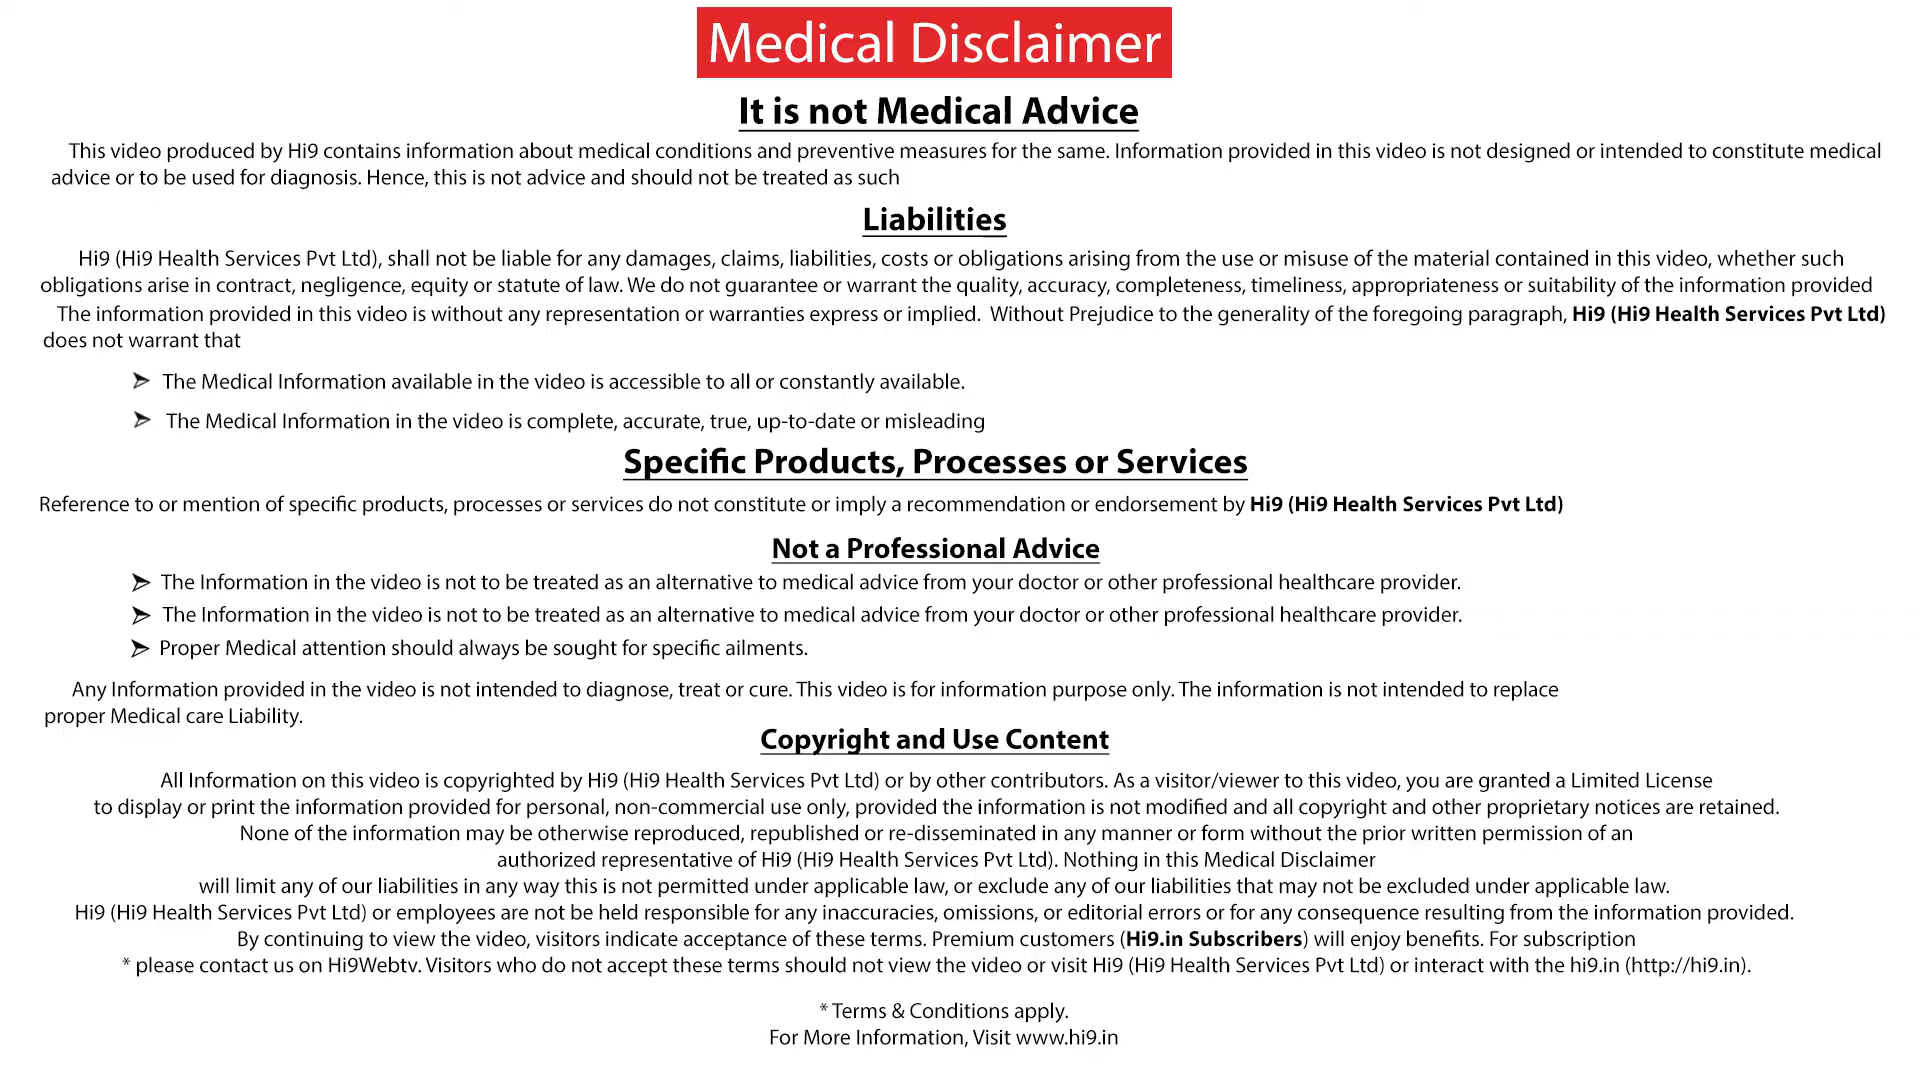 Medical Disclaimer
It is not Medical Advice
This video produced by Hi9 contains information about medical conditions and preventive measures for the same. Information provided in this video is not designed or intended to constitute medical
advice or to be used for diagnosis. Hence, this is not advice and should not be treated as such
Liabilities
Hi9 (Hi9 Health Services Pvt Ltd), shall not be liable for any damages, claims, liabilities, costs or obligations arising from the use or misuse of the material contained in this video, whether such
obligations arise in contract, negligence, equity or statute of law. We do not guarantee or warrant the quality, accuracy, completeness, timeliness, appropriateness or suitability of the information provided
The information provided in this video is without any representation or warranties express or implied. Without Prejudice to the generality of the foregoing paragraph, Hi9 (Hi9 Health Services Pvt Ltd)
does not warrant that
➢ The Medical Information available in the video is accessible to all or constantly available.
➢ The Medical Information in the video is complete, accurate, true, up-to-date or misleading
Specific Products, Processes or Services
Reference to or mention of specific products, processes or services do not constitute or imply a recommendation or endorsement by Hi9 (Hi9 Health Services Pvt Ltd)
Not a Professional Advice
➢ The Information in the video is not to be treated as an alternative to medical advice from your doctor or other professional healthcare provider.
➢ The Information in the video is not to be treated as an alternative to medical advice from your doctor or other professional healthcare provider.
➢ Proper Medical attention should always be sought for specific ailments.
Any Information provided in the video is not intended to diagnose, treat or cure. This video is for information purpose only. The information is not intended to replace
proper Medical care Liability.
Copyright and Use Content
All Information on this video is copyrighted by Hi9 (Hi9 Health Services Pvt Ltd) or by other contributors. As a visitor/viewer to this video, you are granted a Limited License
to display or print the information provided for personal, non-commercial use only, provided the information is not modified and all copyright and other proprietary notices are retained.
None of the information may be otherwise reproduced, republished or re-disseminated in any manner or form without the prior written permission of an
authorized representative of Hi9 (Hi9 Health Services Pvt Ltd). Nothing in this Medical Disclaimer
will limit any of our liabilities in any way this is not permitted under applicable law, or exclude any of our liabilities that may not be excluded under applicable law.
Hi9 (Hi9 Health Services Pvt Ltd) or employees are not be held responsible for any inaccuracies, omissions, or editorial errors or for any consequence resulting from the information provided.
By continuing to view the video, visitors indicate acceptance of these terms. Premium customers (Hi9.in Subscribers) will enjoy benefits. For subscription
* please contact us on Hi9Webtv. Visitors who do not accept these terms should not view the video or visit Hi9 (Hi9 Health Services Pvt Ltd) or interact with the hi9.in (http://hi9.in).
* Terms & Conditions apply.
For More Information, Visit www.hi9.in